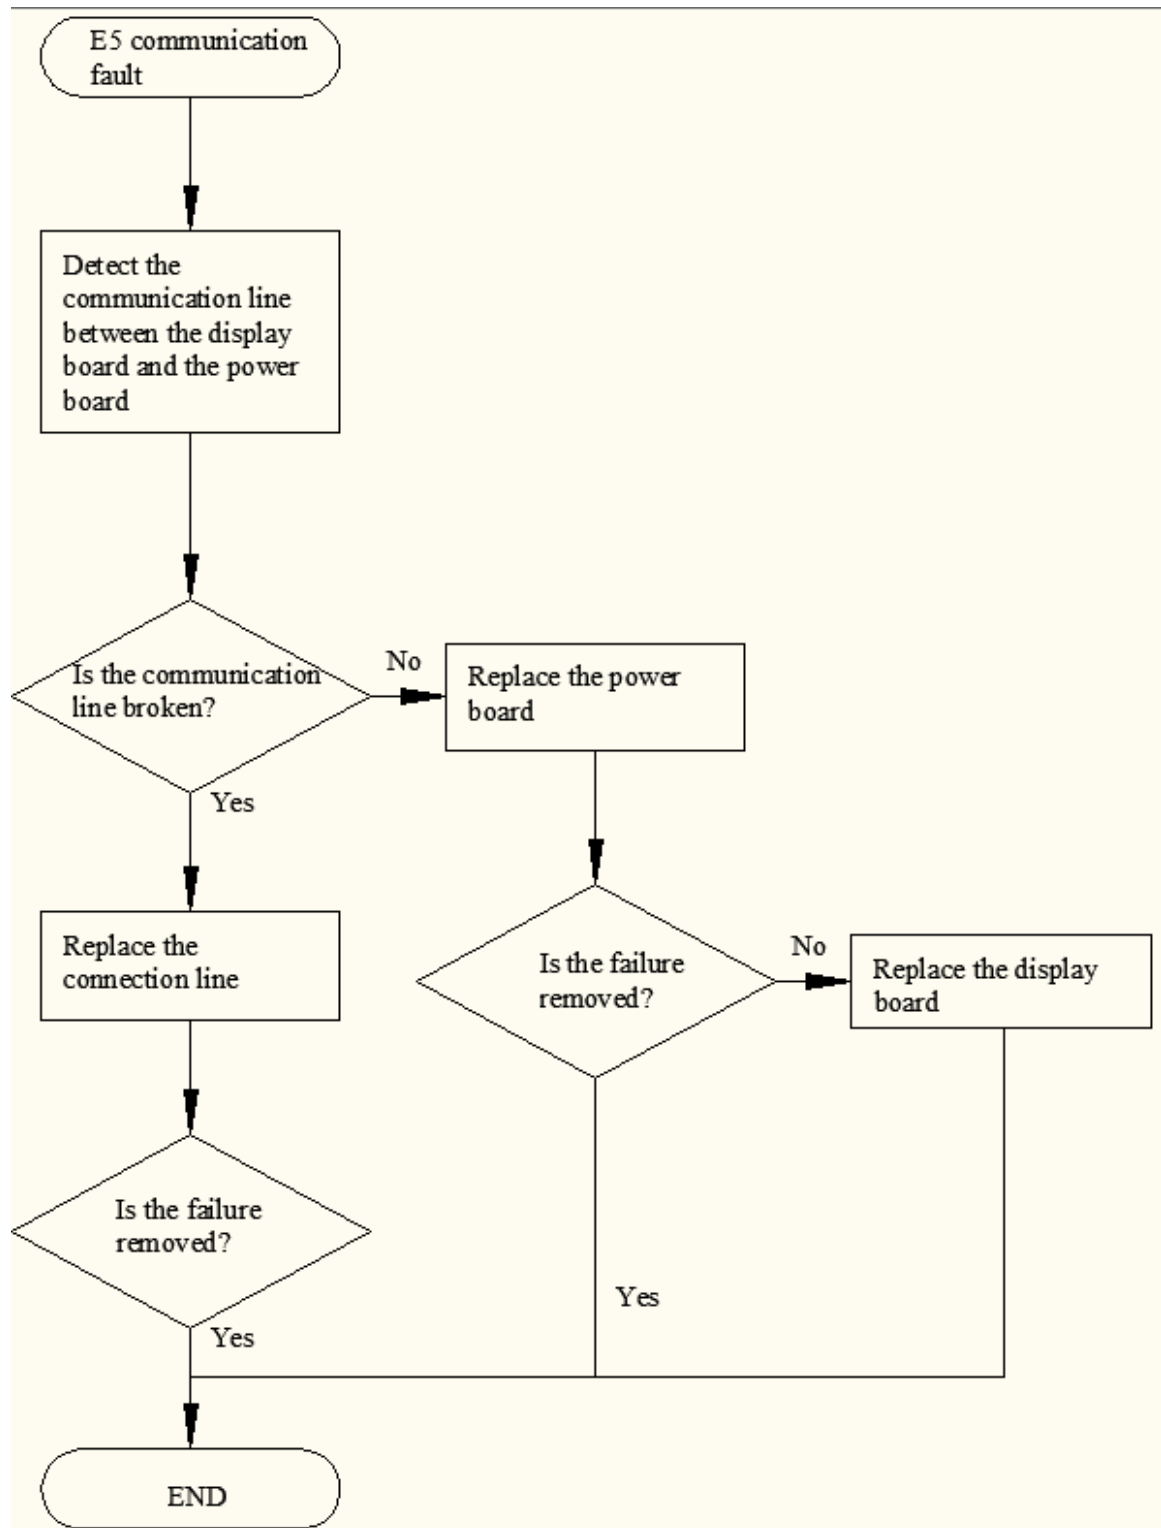 E5 communication
fault
Detect the
communication line
between the display
board and the power
board
Is the communication
line broken?
No
Replace the power
board
Yes
Replace the
connection line
Is the failure
removed?
No
Replace the display
board
Is the failure
removed?
Yes
Yes
END